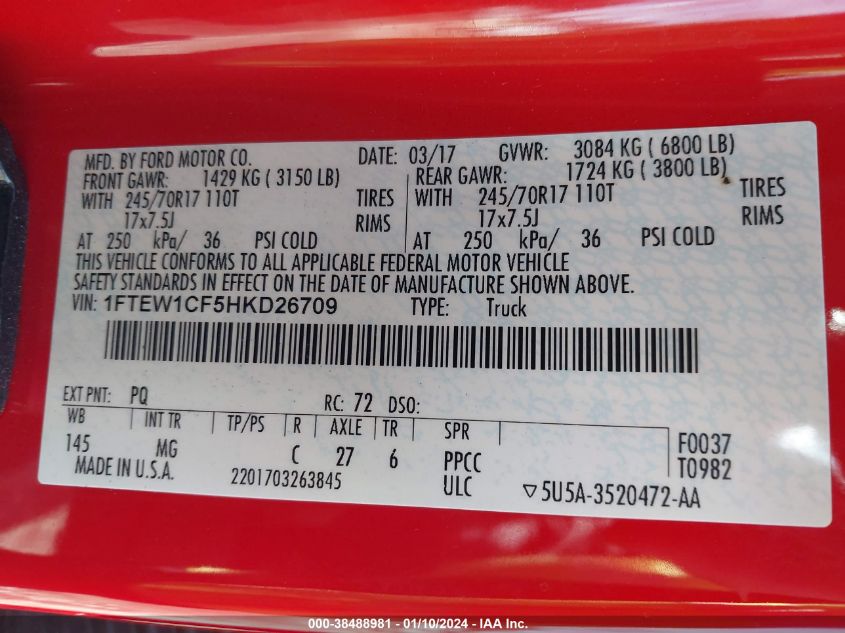 MFD. BY FORD MOTOR CO. DATE: 03/17 GVWR: 3084 KG ( 6800 LB)
FRONT GAWR: 1429 KG ( 3150 LB) REAR GAWR: 1724 KG ( 3800 LB)
WITH 245/70R17 110T TIRES WITH 245/70R17 110T TIRES
17x7.5J RIMS 17x7.5J RIMS
AT 250 kPa/ 36 PSI COLD AT 250 kPa/ 36 PSI COLD
THIS VEHICLE CONFORMS TO ALL APPLICABLE FEDERAL MOTOR VEHICLE
SAFETY STANDARDS IN EFFECT ON THE DATE OF MANUFACTURE SHOWN ABOVE.
VIN: 1FTEW1CF5HKD26709 TYPE: Truck
EXT PNT: PQ RC: 72 DSO:
WB INT TR TP/PS R AXLE TR SPR
145 MG C 27 6 PPCC F0037
MADE IN U.S.A. 2201703263845 ULC T0982
▽5U5A-3520472-AA
000-38488981 - 01/10/2024 - IAA Inc.